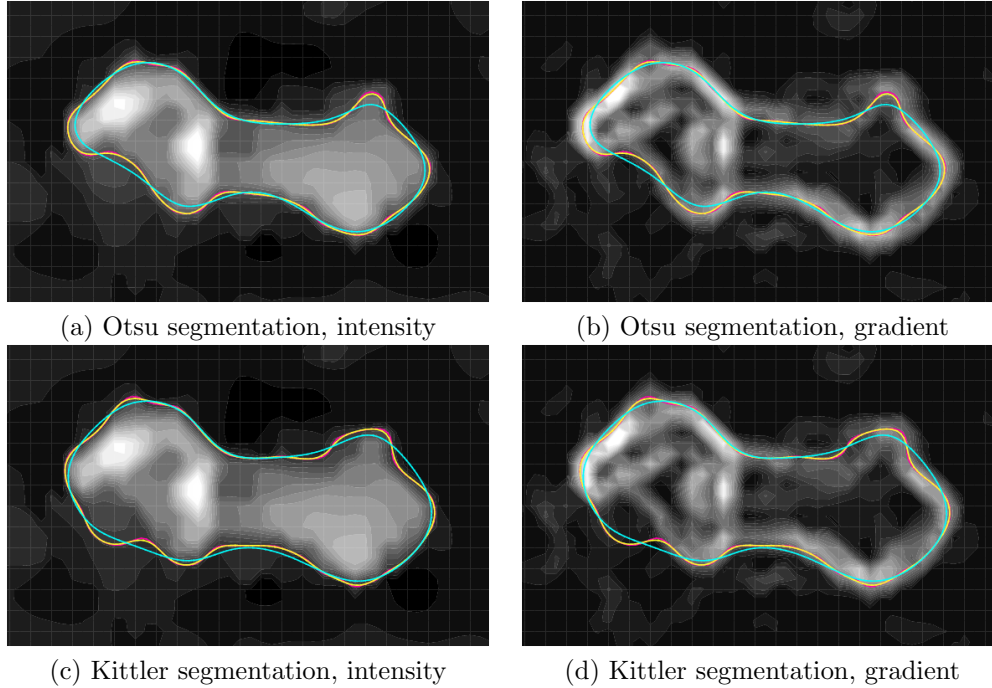 (a) Otsu segmentation, intensity
(b) Otsu segmentation, gradient
(c) Kittler segmentation, intensity
(d) Kittler segmentation, gradient